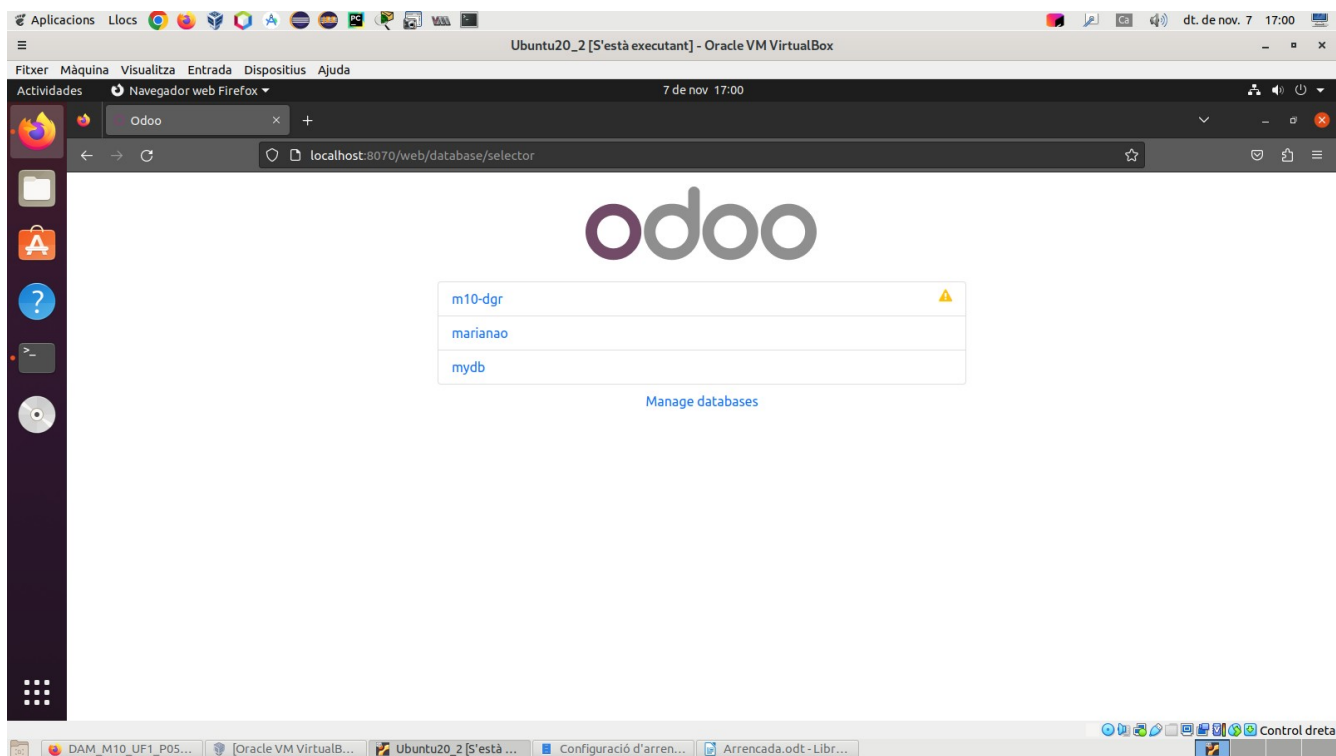 Aplicacions Llocs Ca dt. de nov. 7 17:00
Ubuntu20_2 [S'està executant] - Oracle VM VirtualBox
Fitxer Màquina Visualitza Entrada Dispositius Ajuda
Actividades Navegador web Firefox 7 de nov 17:00
Odoo
localhost:8070/web/database/selector
odoo
m10-dgr
marianao
mydb
Manage databases
Control dreta
DAM_M10_UF1_P05... [Oracle VM VirtualB... Ubuntu20_2 [S'està ... Configuració d'arren... Arrencada.odt - Libr...